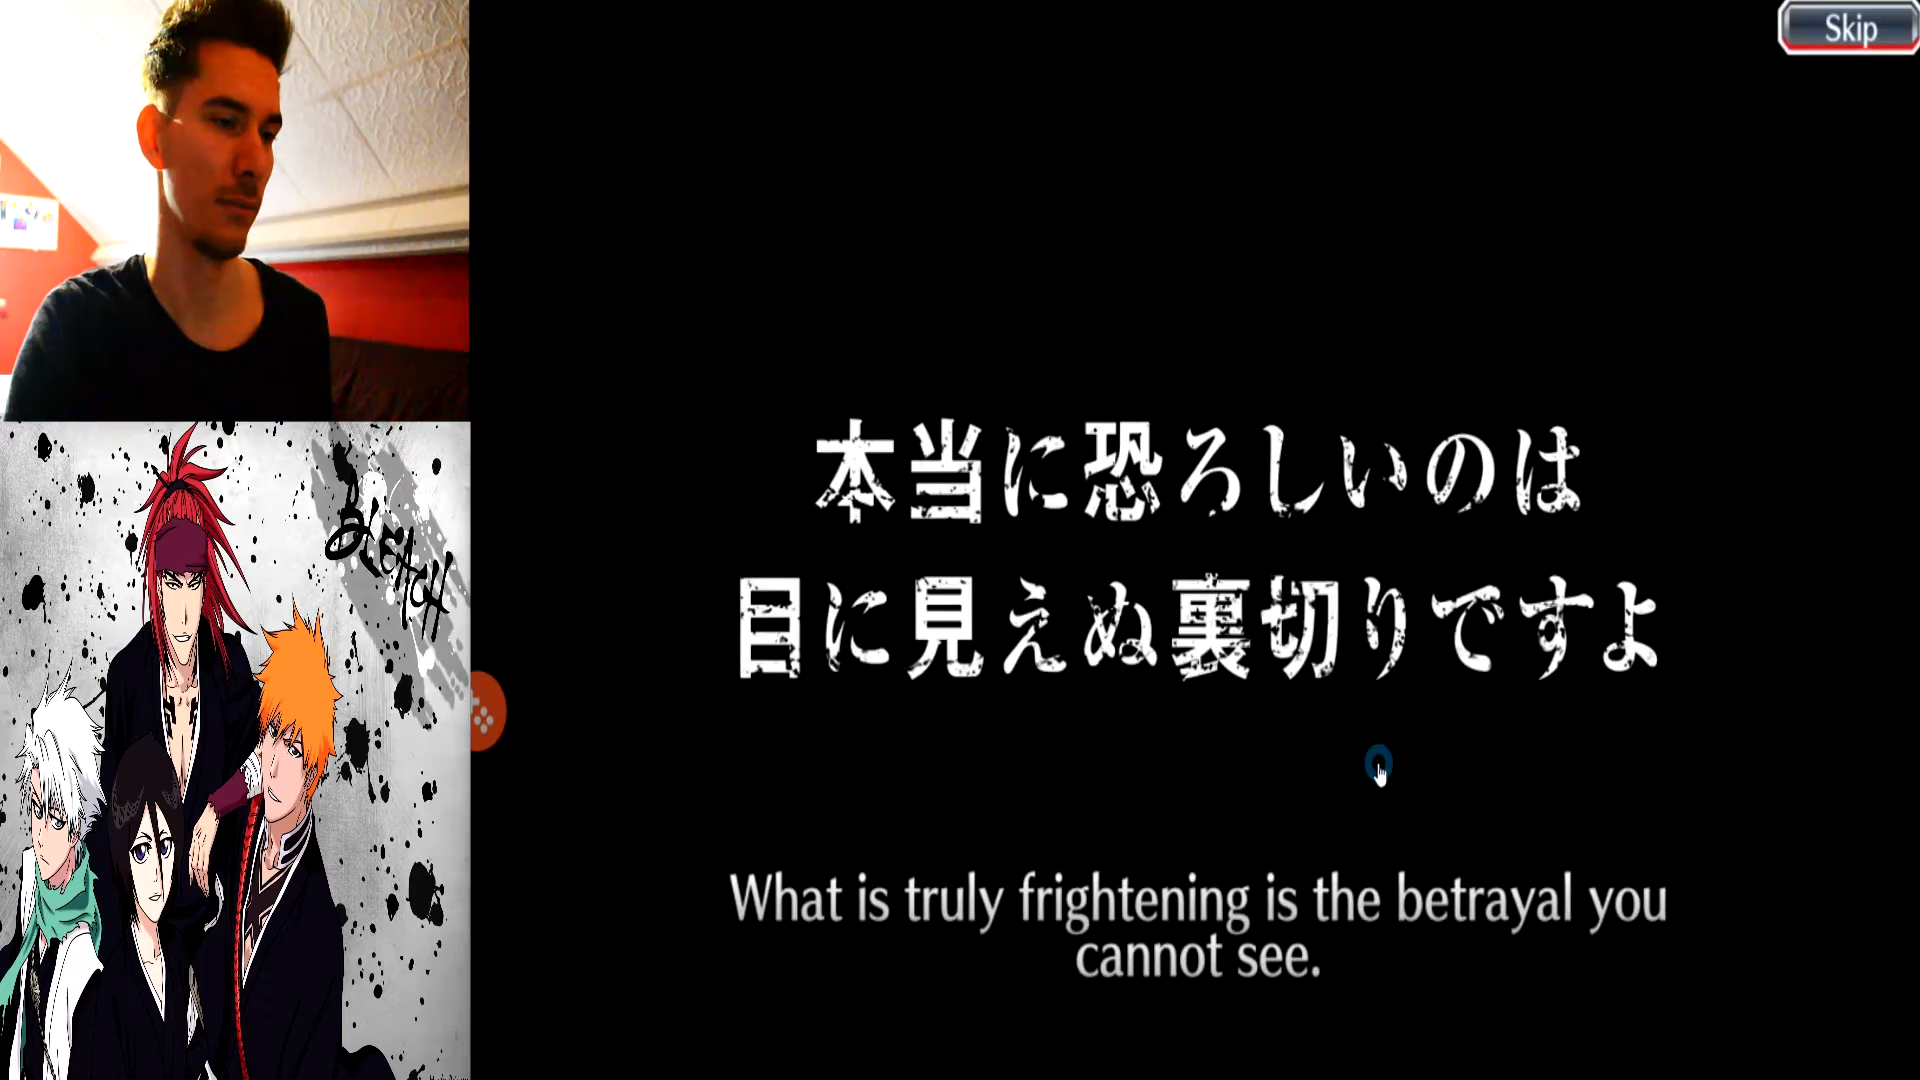 Skip
BLEACH
本当に恐ろしいのは
目に見えぬ裏切りですよ
What is truly frightening is the betrayal you
cannot see.